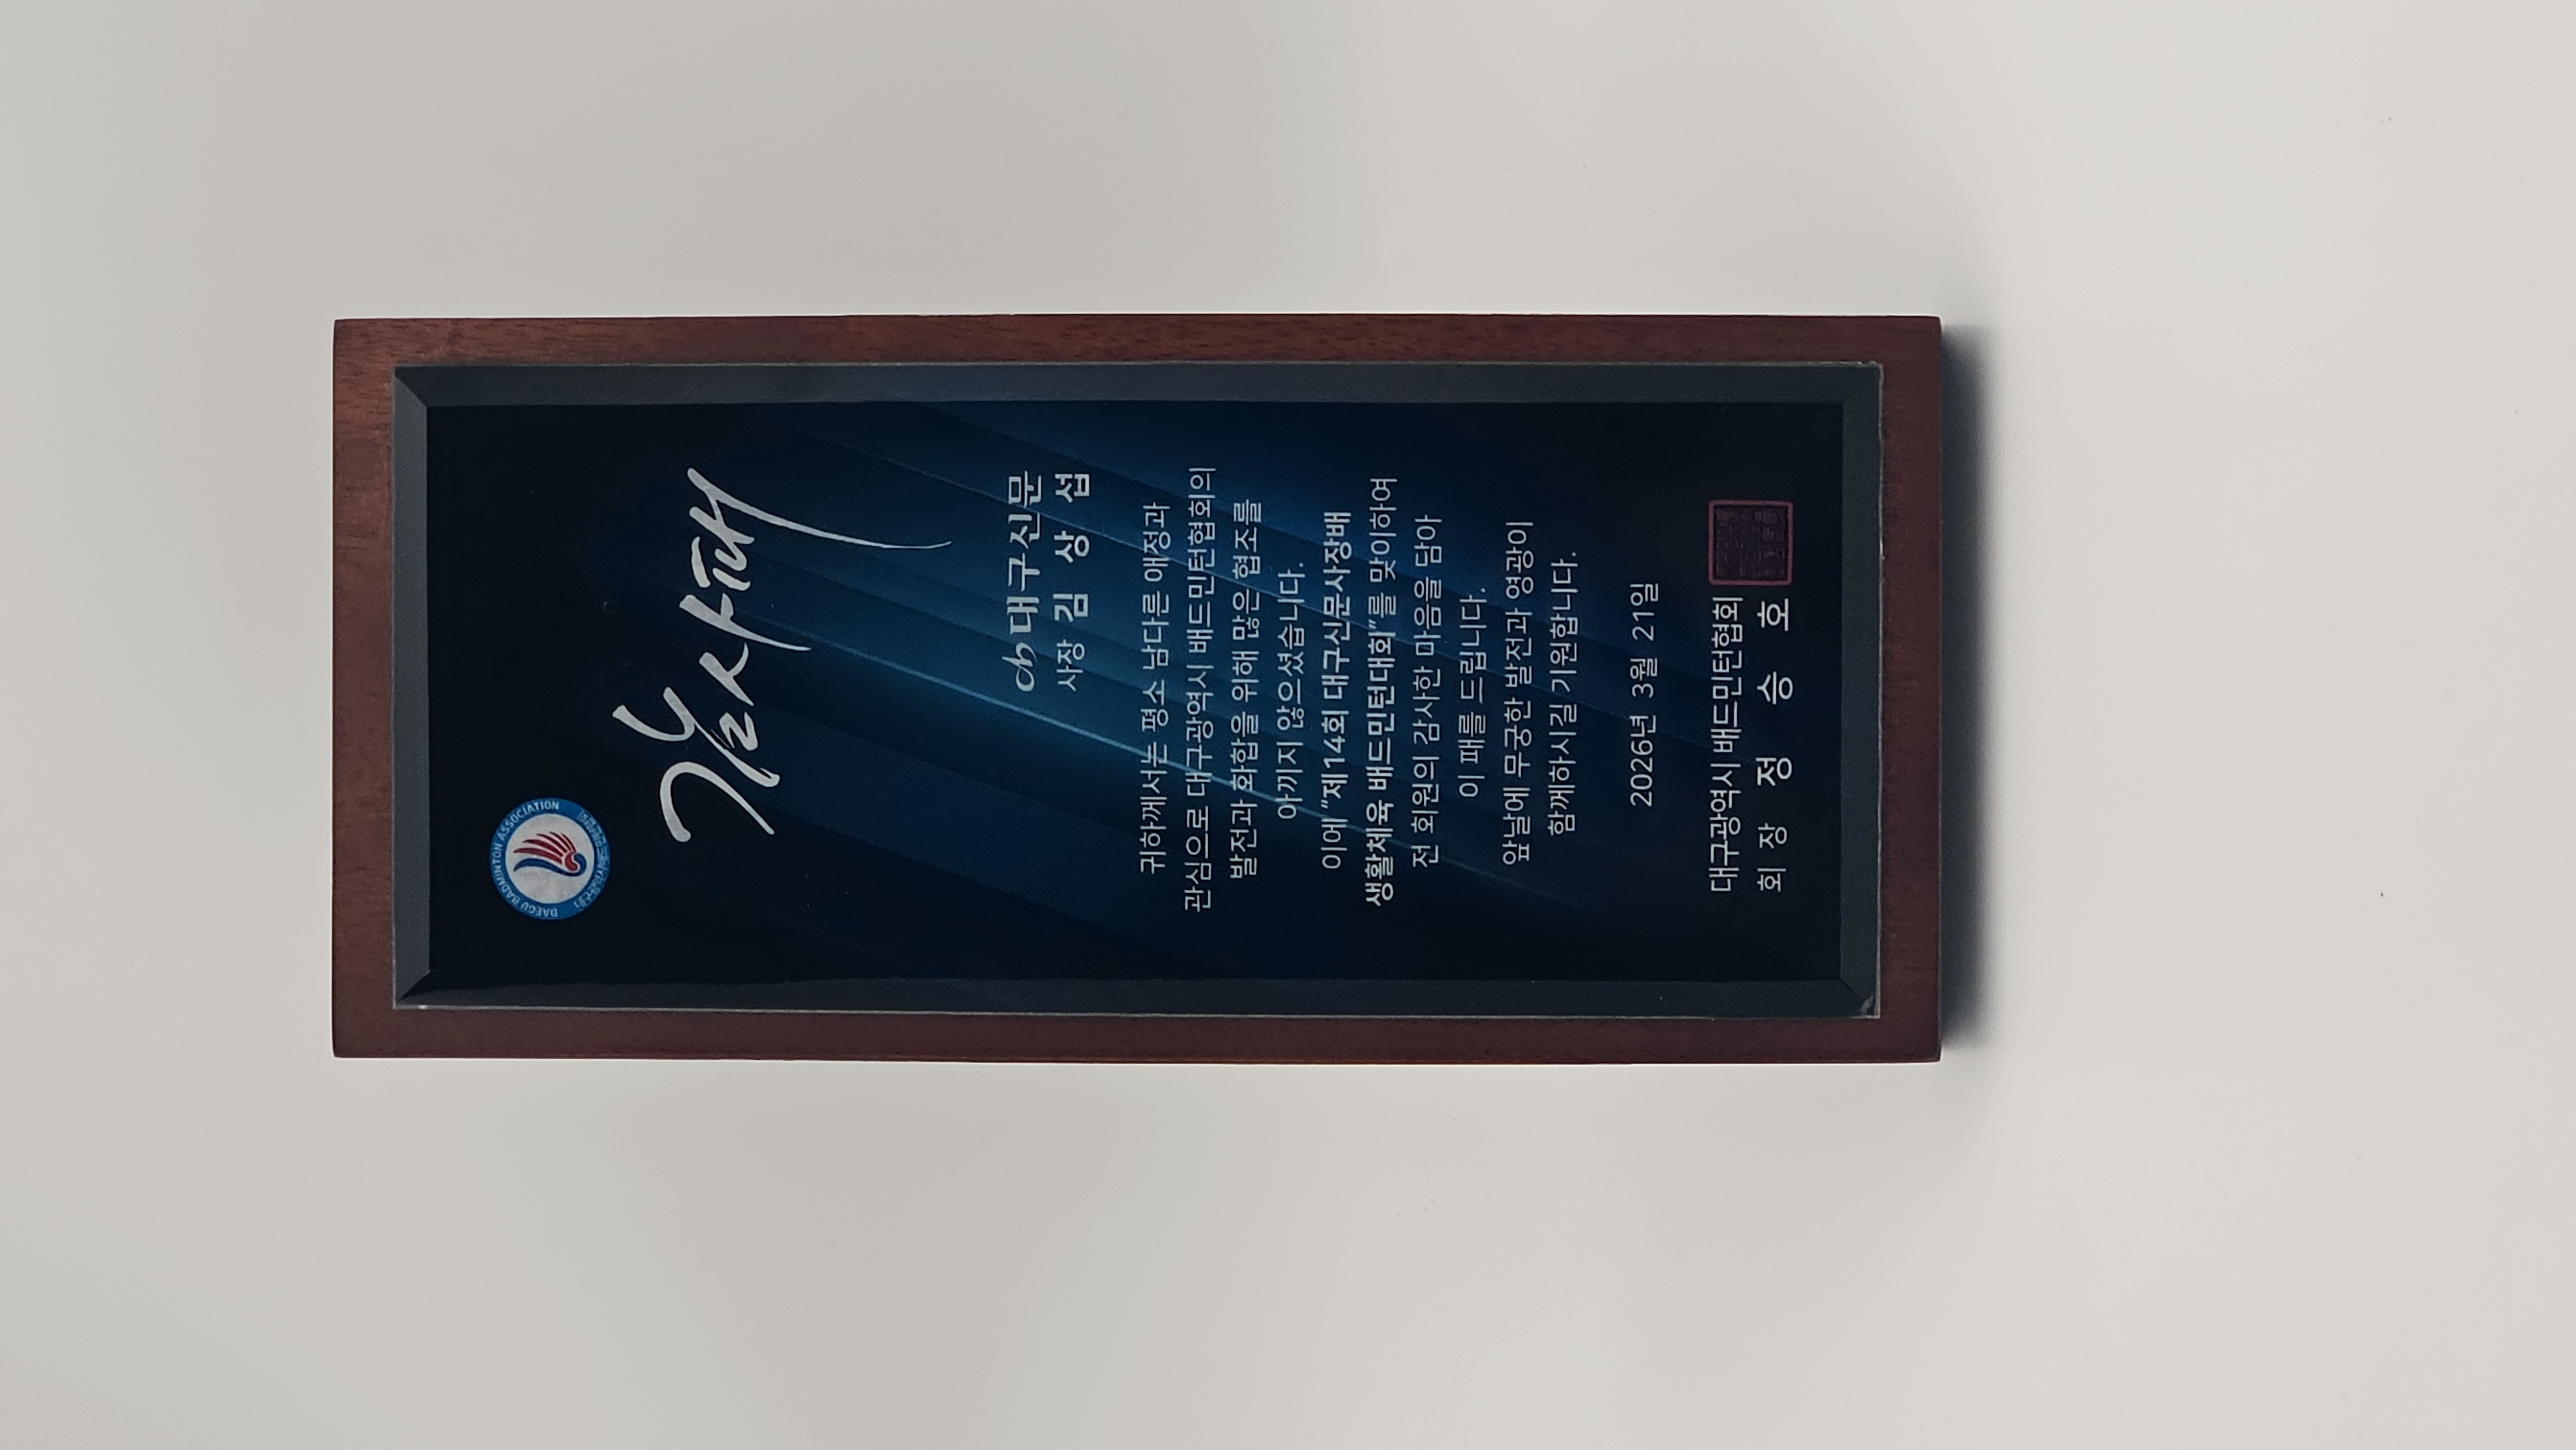 DAEGU BADMINTON ASSOCIATION
감사패
대구신문
사장 김 상 섭
귀하께서는 평소 남다른 애정과
관심으로 대구광역시 배드민턴협회의
발전과 화합을 위해 많은 협조를
아끼지 않으셨습니다.
이에 "제14회 대구신문사장배
생활체육 배드민턴대회"를 맞이하여
전 회원의 감사한 마음을 담아
이 패를 드립니다.
앞날에 무궁한 발전과 영광이
함께하시길 기원합니다.
2026년 3월 21일
대구광역시 배드민턴협회
회 장 정 승 호